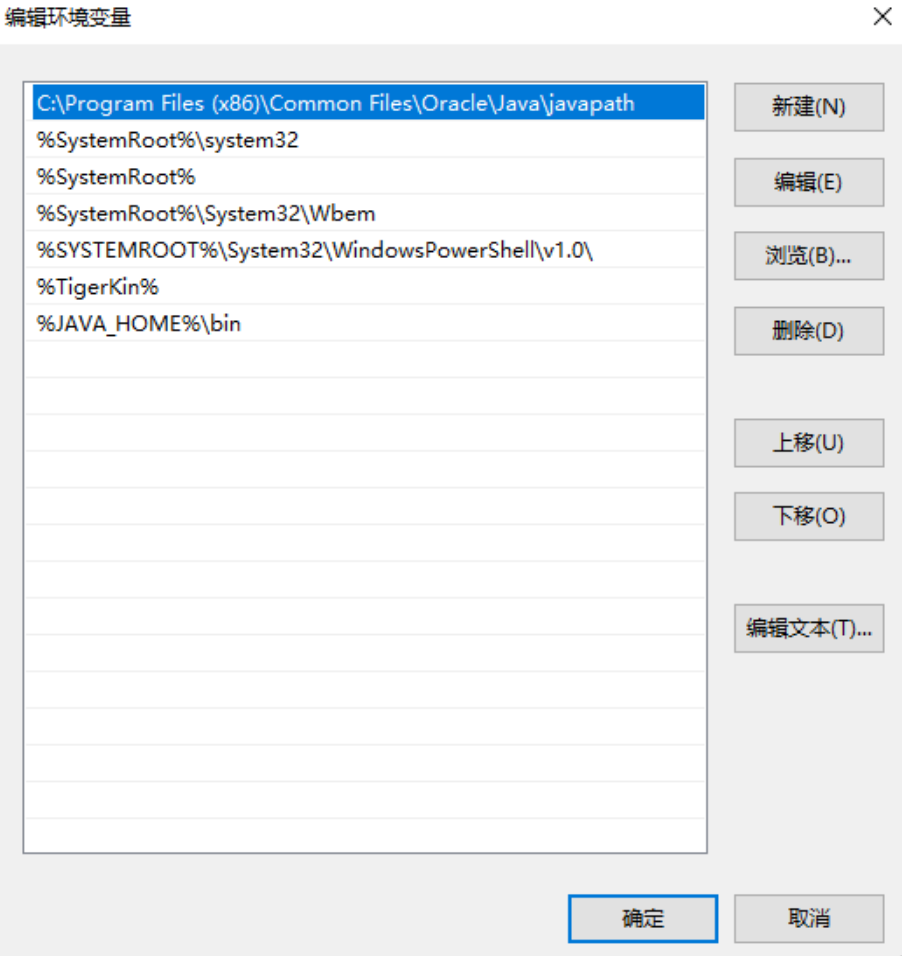 编辑环境变量
C:\Program Files (x86)\Common Files\Oracle\Java\javapath
%SystemRoot%\system32
%SystemRoot%
%SystemRoot%\System32\Wbem
%SYSTEMROOT%\System32\WindowsPowerShell\v1.0\
%TigerKin%
%JAVA_HOME%\bin
新建(N)
编辑(E)
浏览(B)...
删除(D)
上移(U)
下移(O)
编辑文本(T)...
确定
取消